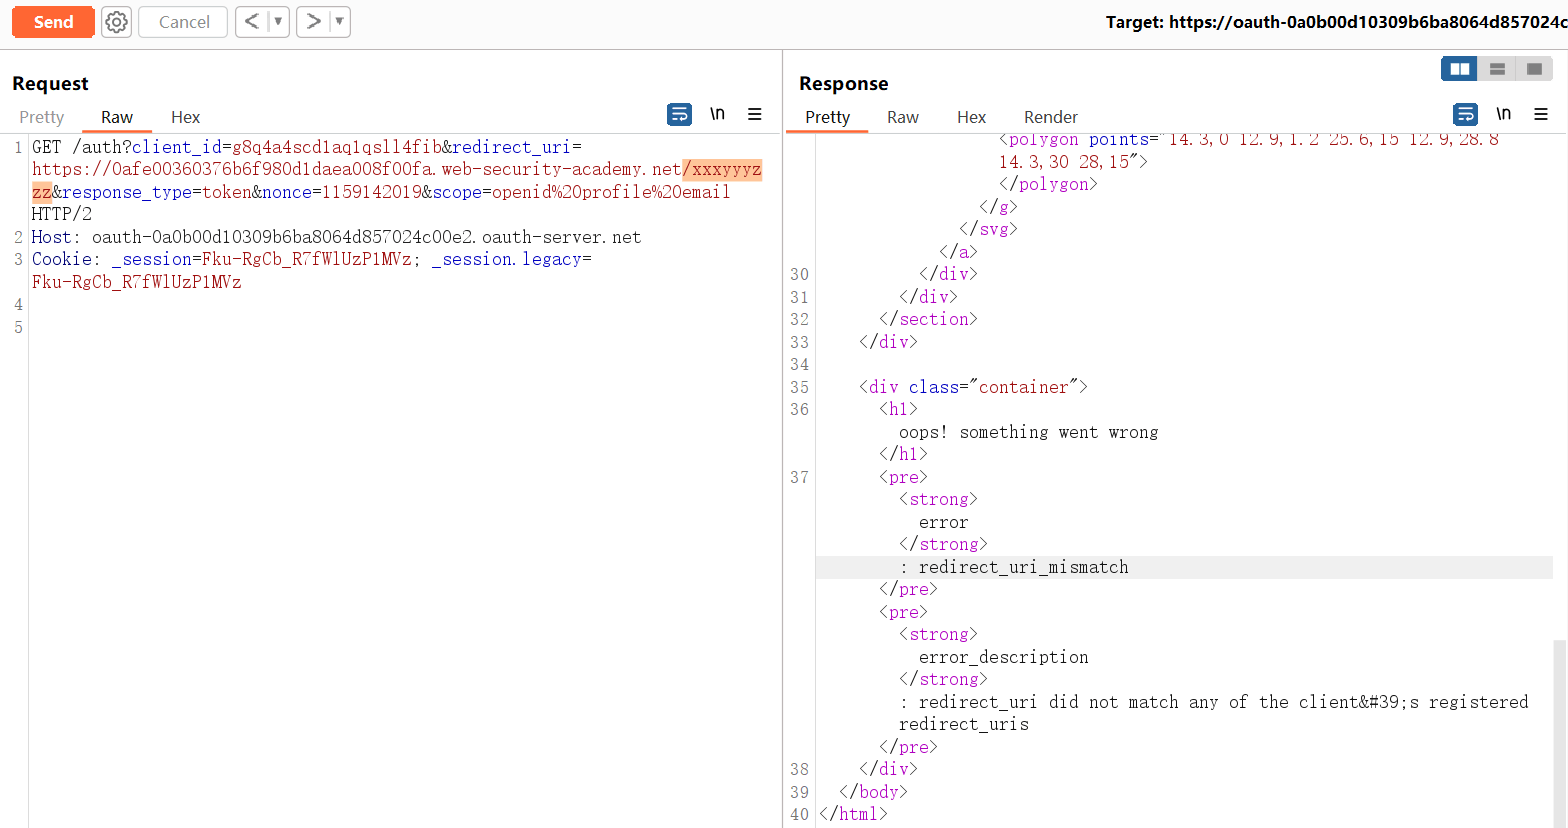 Send
Cancel
Target: https://oauth-0a0b00d10309b6ba8064d857024c
Request
Pretty Raw Hex
\n
1 GET /auth?client_id=g8q4a4scdlaq1qsll4fib&redirect_uri=
https://0afe00360376b6f980d1daea008f00fa.web-security-academy.net/xxxyyyz
zz&response_type=token&nonce=1159142019&scope=openid%20profile%20email
HTTP/2
2 Host: oauth-0a0b00d10309b6ba8064d857024c00e2.oauth-server.net
3 Cookie: _session=Fku-RgCb_R7fWlUzP1MVz; _session.legacy=
Fku-RgCb_R7fWlUzP1MVz
4
5
Response
Pretty Raw Hex Render
\n
<polygon points="14.3,0 12.9,1.2 25.6,15 12.9,28.8
14.3,30 28,15">
</polygon>
</g>
</svg>
</a>
30 </div>
31 </div>
32 </section>
33 </div>
34
35 <div class="container">
36 <h1>
oops! something went wrong
</h1>
37 <pre>
<strong>
error
</strong>
: redirect_uri_mismatch
</pre>
<pre>
<strong>
error_description
</strong>
: redirect_uri did not match any of the client&#39;s registered
redirect_uris
</pre>
38 </div>
39 </body>
40 </html>